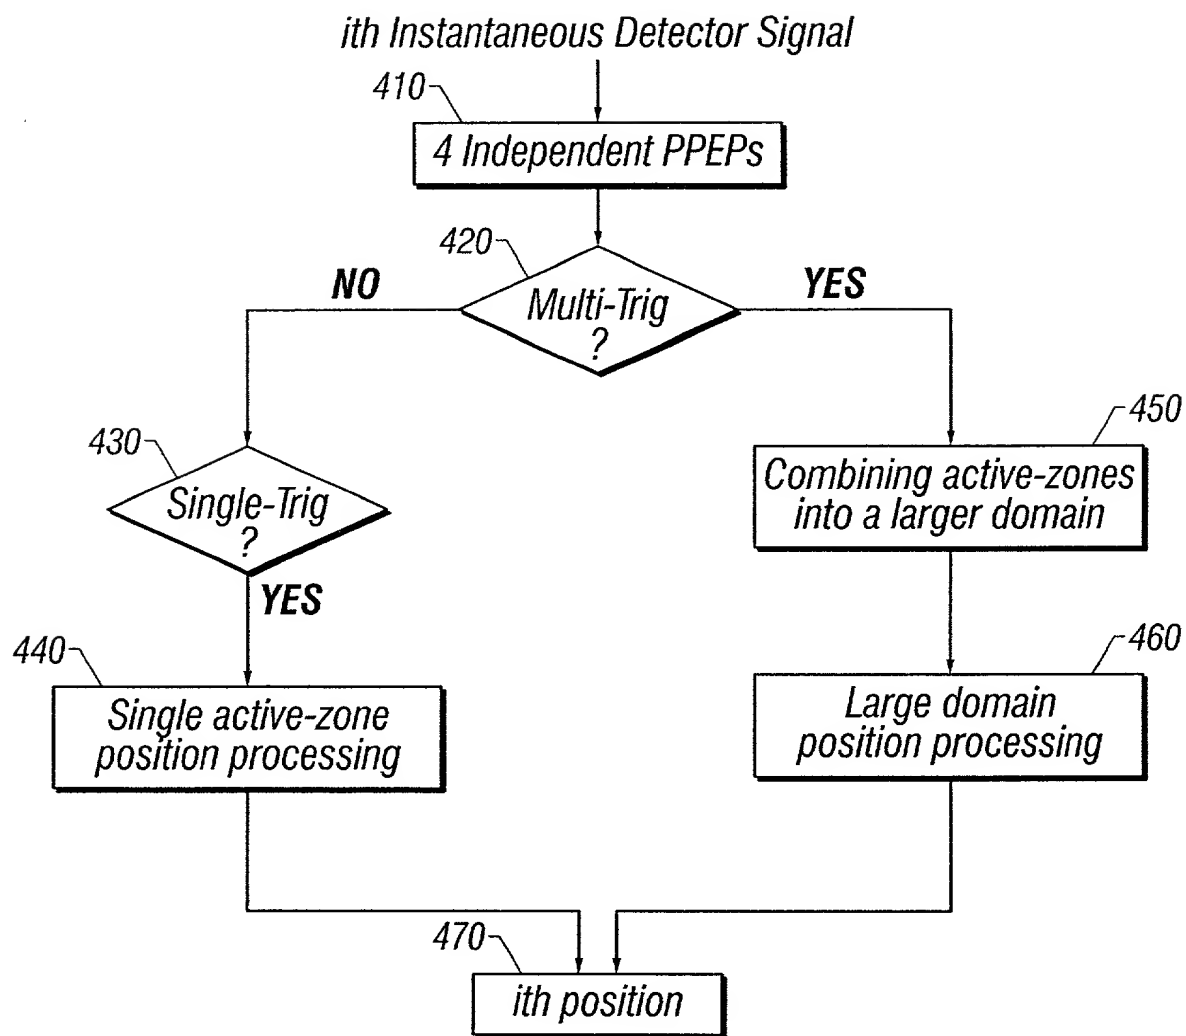 ith Instantaneous Detector Signal
410
4 Independent PPEPs
420
NO
YES
Multi-Trig
?
430
Single-Trig
?
YES
450
Combining active-zones
into a larger domain
440
Single active-zone
position processing
460
Large domain
position processing
470
ith position